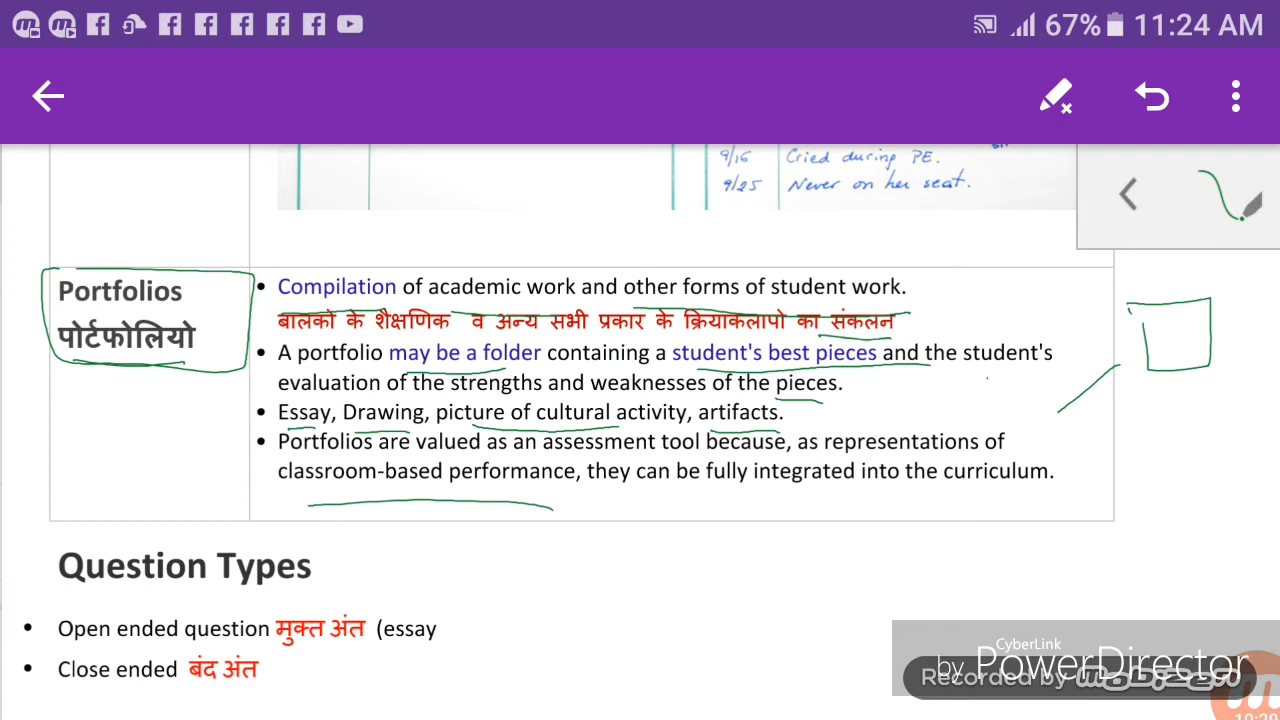 67% 11:24 AM
9/16 Cried during PE.
9/25 Never on her seat.
Portfolios
पोर्टफोलियो
• Compilation of academic work and other forms of student work.
बालको के शैक्षणिक व अन्य सभी प्रकार के क्रियाकलापो का संकलन
• A portfolio may be a folder containing a student's best pieces and the student's
evaluation of the strengths and weaknesses of the pieces.
• Essay, Drawing, picture of cultural activity, artifacts.
• Portfolios are valued as an assessment tool because, as representations of
classroom-based performance, they can be fully integrated into the curriculum.
Question Types
• Open ended question मुक्त अंत (essay
• Close ended बंद अंत
CyberLink
by PowerDirector
Recorded by mobizen
10:20